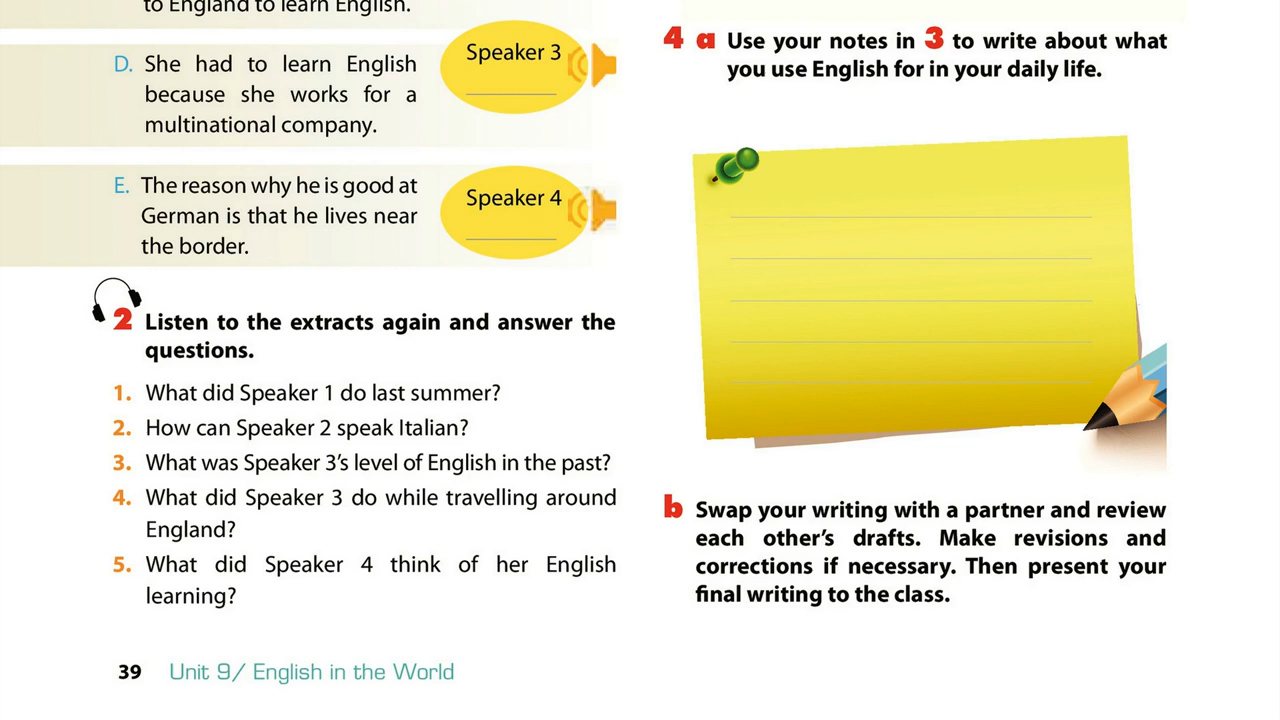 to England to learn English.
D. She had to learn English
because she works for a
multinational company.
Speaker 3
E. The reason why he is good at
German is that he lives near
the border.
Speaker 4
2 Listen to the extracts again and answer the
questions.
1. What did Speaker 1 do last summer?
2. How can Speaker 2 speak Italian?
3. What was Speaker 3's level of English in the past?
4. What did Speaker 3 do while travelling around
England?
5. What did Speaker 4 think of her English
learning?
39 Unit 9/ English in the World
4 a Use your notes in 3 to write about what
you use English for in your daily life.
b Swap your writing with a partner and review
each other's drafts. Make revisions and
corrections if necessary. Then present your
final writing to the class.